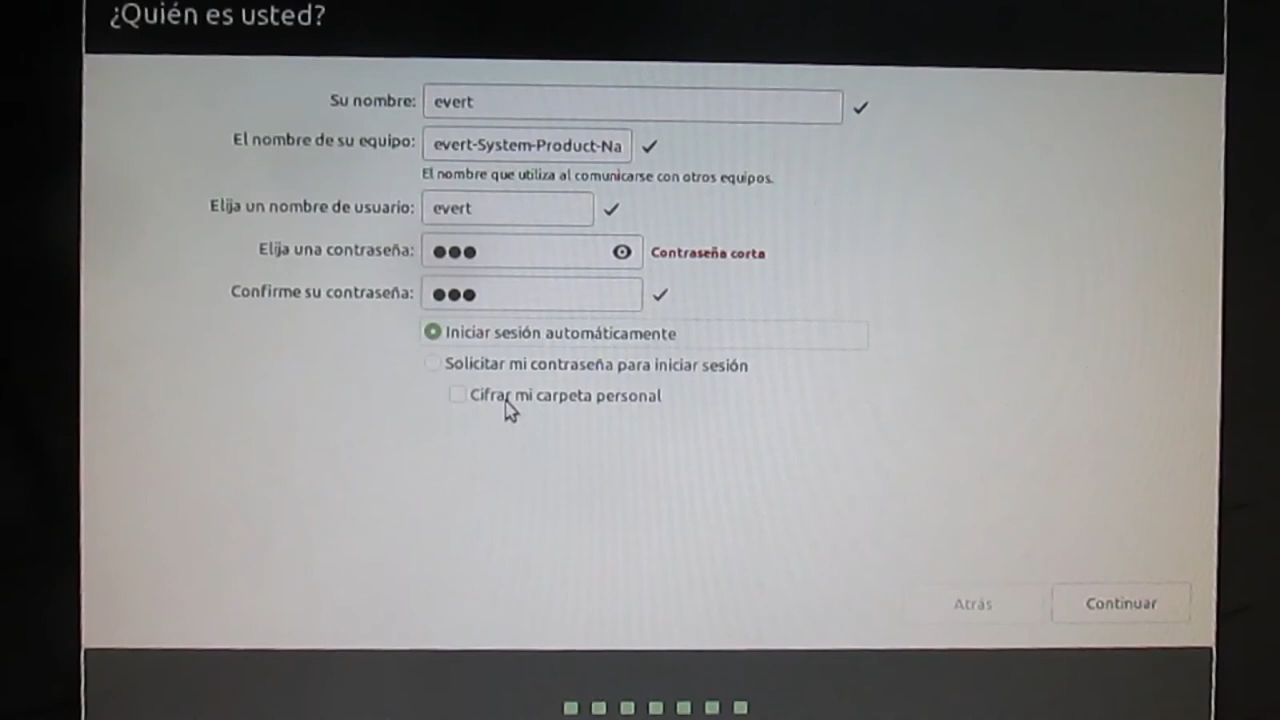 ¿Quién es usted?
Su nombre: evert
El nombre de su equipo: evert-System-Product-Na
El nombre que utiliza al comunicarse con otros equipos.
Elija un nombre de usuario: evert
Elija una contraseña: ●●● Contraseña corta
Confirme su contraseña: ●●●
Iniciar sesión automáticamente
Solicitar mi contraseña para iniciar sesión
Cifrar mi carpeta personal
Atrás Continuar